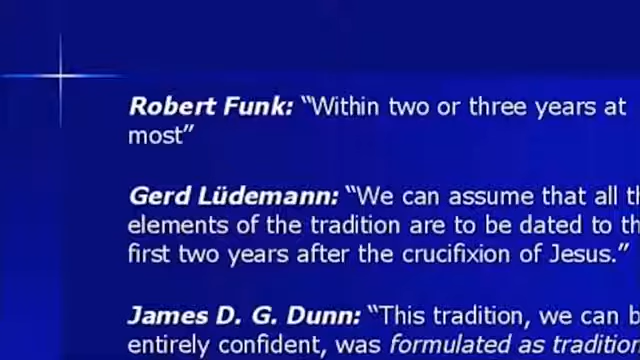 Robert Funk: “Within two or three years at
most”
Gerd Lüdemann: “We can assume that all
elements of the tradition are to be dated to
first two years after the crucifixion of Jesus.”
James D. G. Dunn: “This tradition, we can
entirely confident, was formulated as tradition